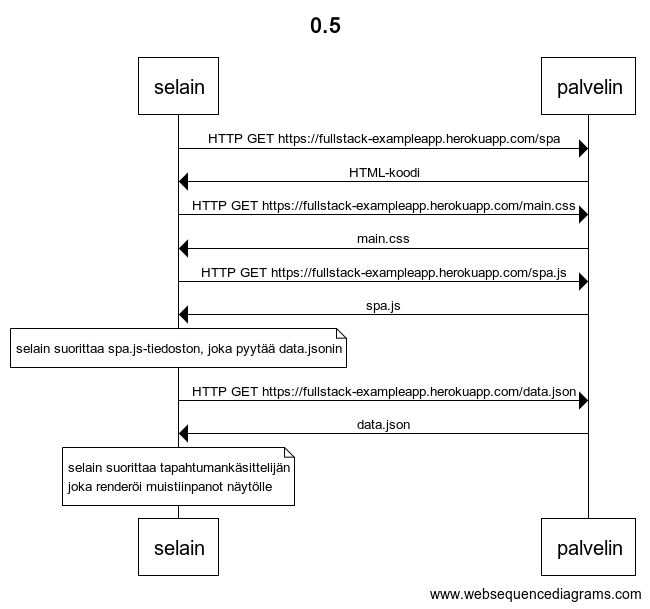 0.5
selain
palvelin
HTTP GET https://fullstack-exampleapp.herokuapp.com/spa
HTML-koodi
HTTP GET https://fullstack-exampleapp.herokuapp.com/main.css
main.css
HTTP GET https://fullstack-exampleapp.herokuapp.com/spa.js
spa.js
selain suorittaa spa.js-tiedoston, joka pyytää data.jsonin
HTTP GET https://fullstack-exampleapp.herokuapp.com/data.json
data.json
selain suorittaa tapahtumankäsittelijän
joka renderöi muistiinpanot näytölle
selain
palvelin
www.websequencediagrams.com